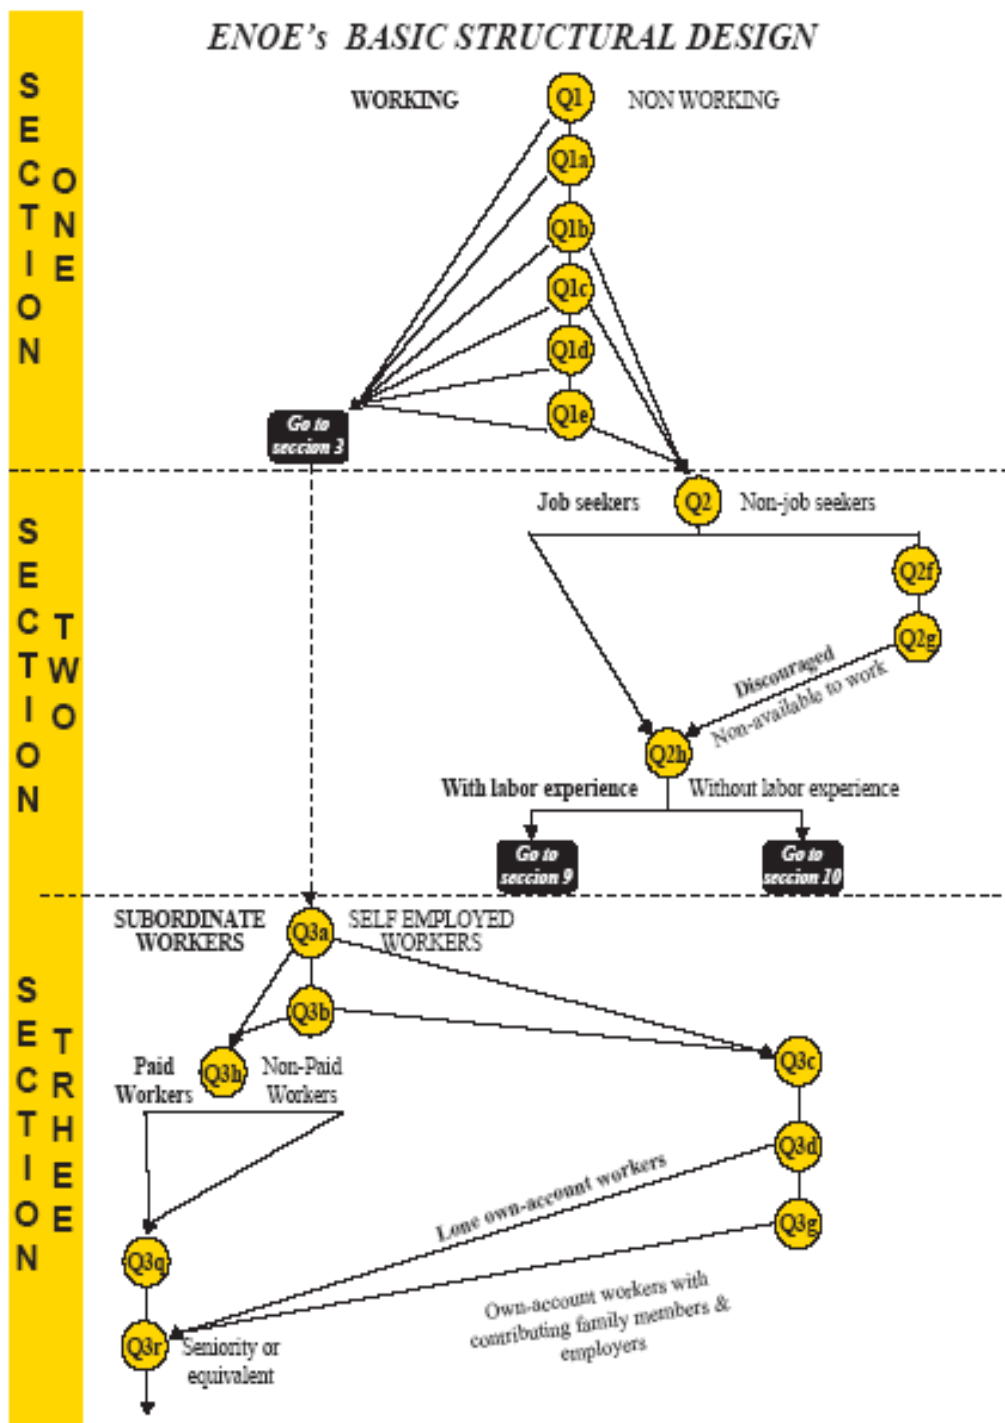 ENOE's BASIC STRUCTURAL DESIGN
SECTION ONE
WORKING
Q1
NON WORKING
Q1a
Q1b
Q1c
Q1d
Q1e
Go to
seccion 3
SECTION TWO
Job seekers
Q2
Non-job seekers
Q2f
Q2g
Discouraged
Non-available to work
Q2h
With labor experience
Without labor experience
Go to
seccion 9
Go to
seccion 10
SECTION TRHEE
SUBORDINATE
WORKERS
Q3a
SELF EMPLOYED
WORKERS
Q3b
Q3c
Paid
Workers
Q3h
Non-Paid
Workers
Q3d
Lone own-account workers
Q3g
Q3q
Own-account workers with
contributing family members &
employers
Q3r
Seniority or
equivalent